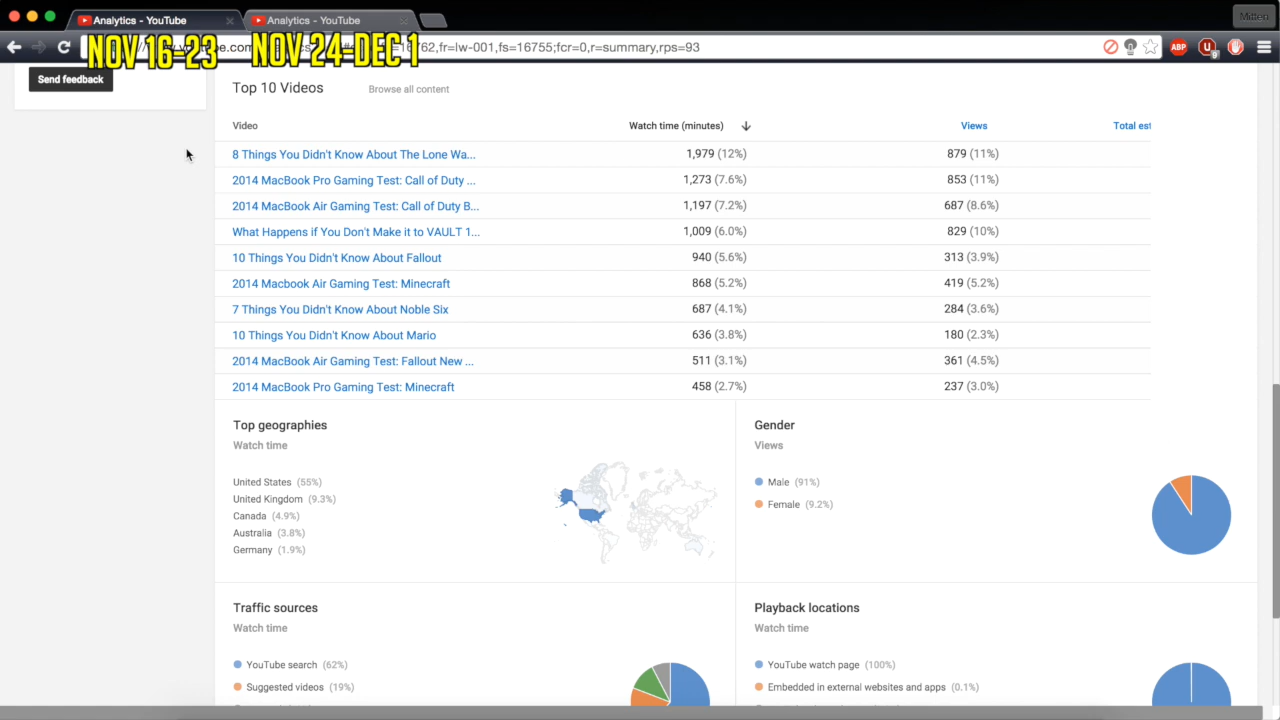 Analytics - YouTube
Analytics - YouTube
Mitten
NOV 16-23
NOV 24-DEC 1
fr=lw-001,fs=16755;fcr=0,r=summary,rps=93
ABP
9
Send feedback
Top 10 Videos
Browse all content
Video
Watch time (minutes)
Views
Total est
8 Things You Didn't Know About The Lone Wa... 1,979 (12%) 879 (11%)
2014 MacBook Pro Gaming Test: Call of Duty ... 1,273 (7.6%) 853 (11%)
2014 MacBook Air Gaming Test: Call of Duty B... 1,197 (7.2%) 687 (8.6%)
What Happens if You Don't Make it to VAULT 1... 1,009 (6.0%) 829 (10%)
10 Things You Didn't Know About Fallout 940 (5.6%) 313 (3.9%)
2014 Macbook Air Gaming Test: Minecraft 868 (5.2%) 419 (5.2%)
7 Things You Didn't Know About Noble Six 687 (4.1%) 284 (3.6%)
10 Things You Didn't Know About Mario 636 (3.8%) 180 (2.3%)
2014 MacBook Air Gaming Test: Fallout New ... 511 (3.1%) 361 (4.5%)
2014 MacBook Pro Gaming Test: Minecraft 458 (2.7%) 237 (3.0%)
Top geographies
Watch time
United States (55%)
United Kingdom (9.3%)
Canada (4.9%)
Australia (3.8%)
Germany (1.9%)
Gender
Views
Male (91%)
Female (9.2%)
Traffic sources
Watch time
YouTube search (62%)
Suggested videos (19%)
Playback locations
Watch time
YouTube watch page (100%)
Embedded in external websites and apps (0.1%)